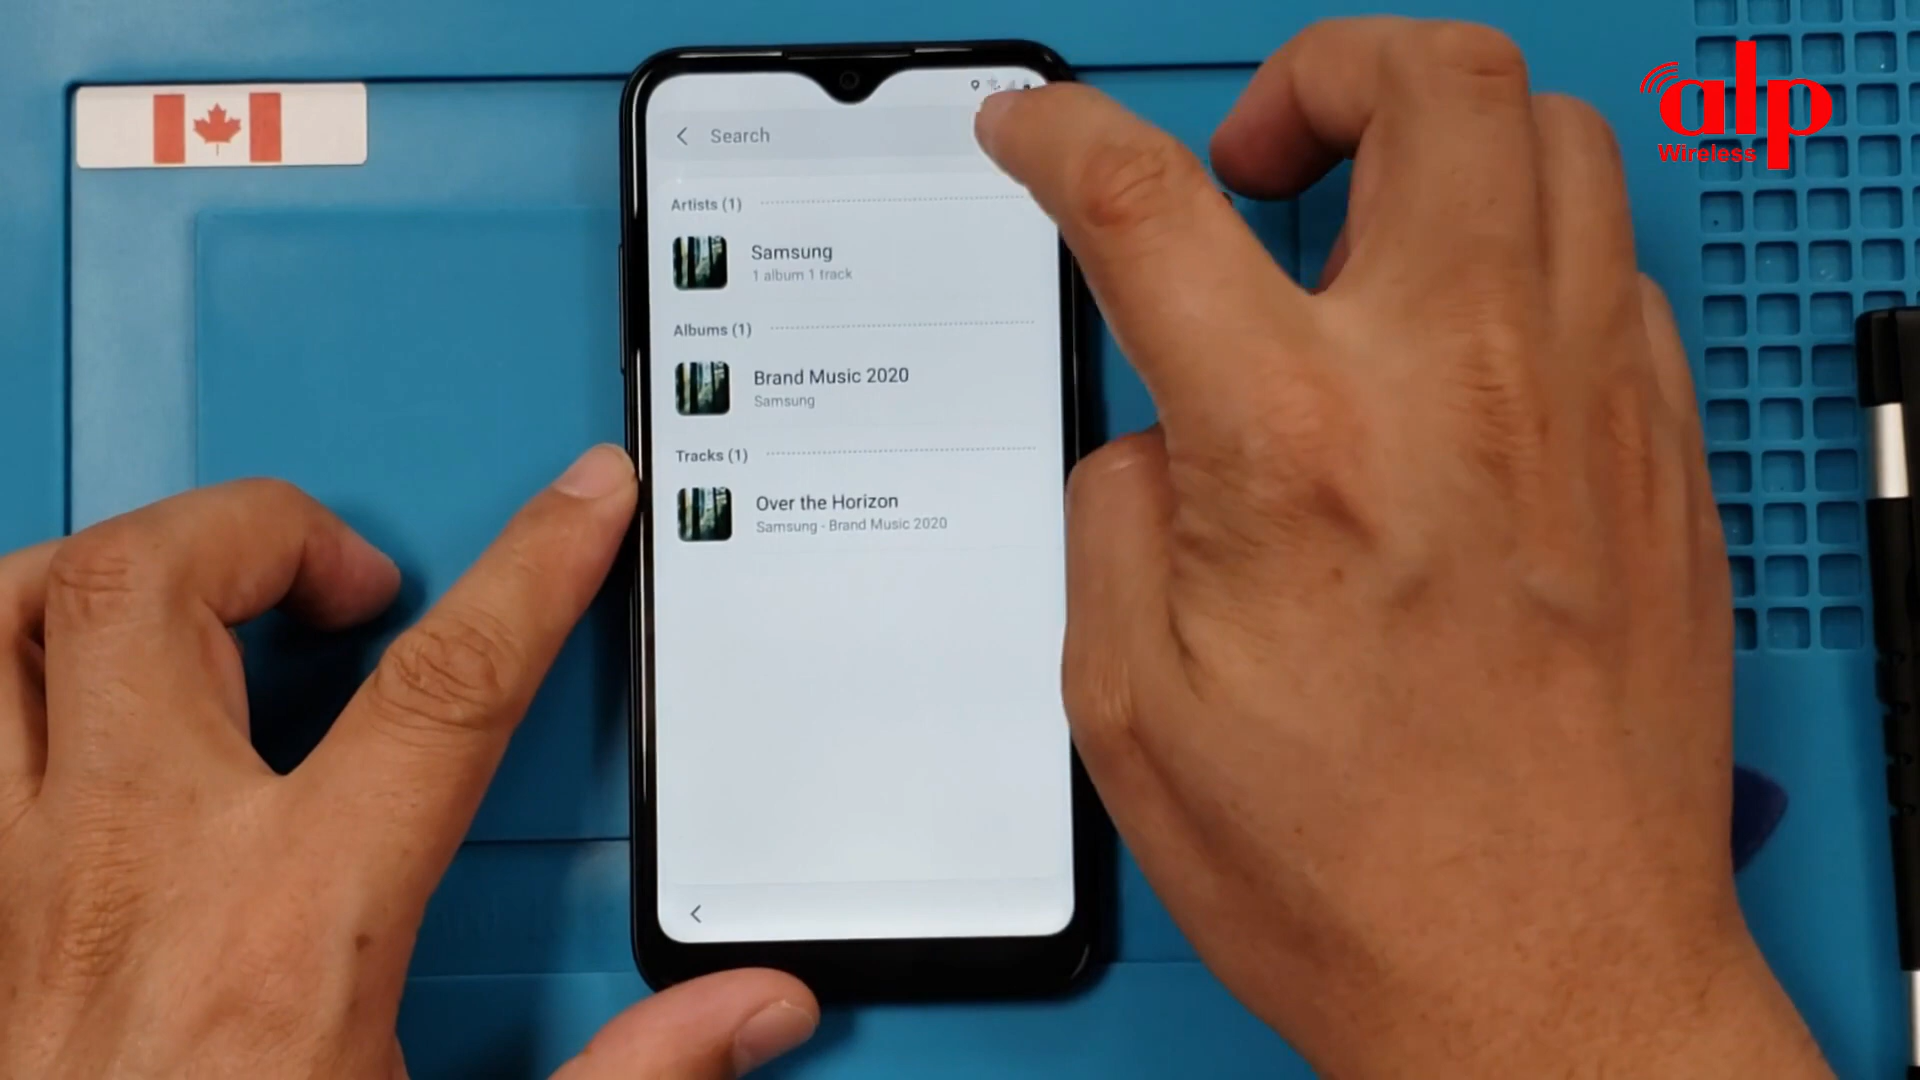 alp
Wireless
Search
Artists (1)
Samsung
1 album 1 track
Albums (1)
Brand Music 2020
Samsung
Tracks (1)
Over the Horizon
Samsung - Brand Music 2020